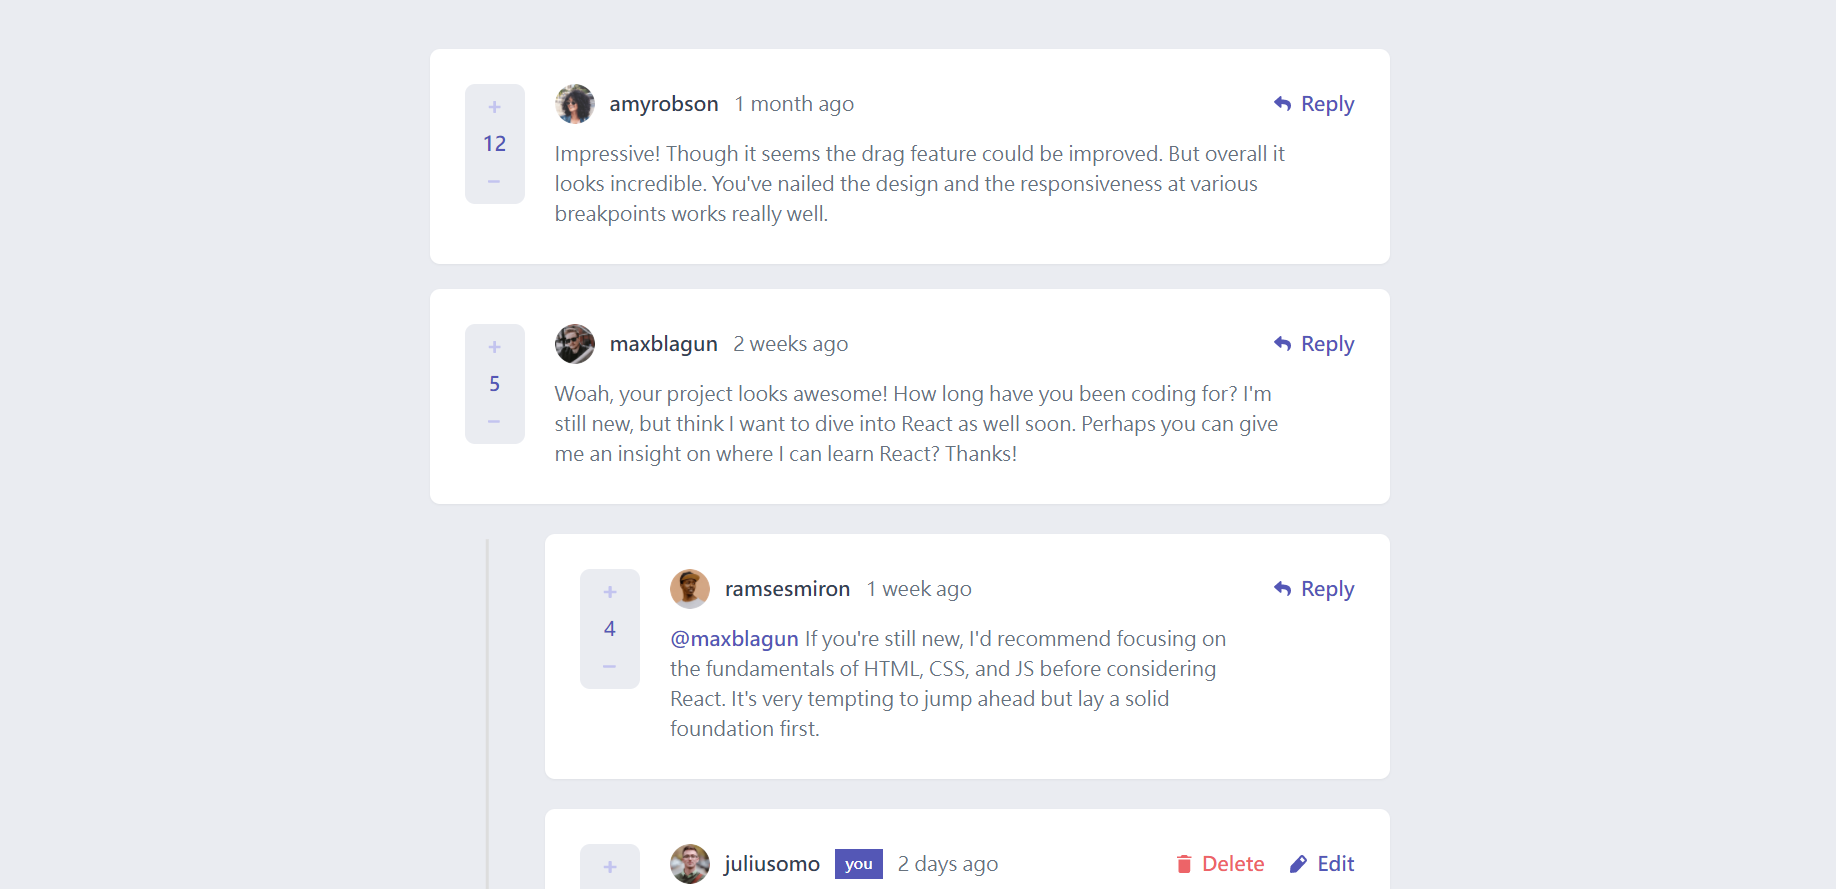 +
12
−
amyrobson 1 month ago Reply
Impressive! Though it seems the drag feature could be improved. But overall it
looks incredible. You've nailed the design and the responsiveness at various
breakpoints works really well.
+
5
−
maxblagun 2 weeks ago Reply
Woah, your project looks awesome! How long have you been coding for? I'm
still new, but think I want to dive into React as well soon. Perhaps you can give
me an insight on where I can learn React? Thanks!
+
4
−
ramsesmiron 1 week ago Reply
@maxblagun If you're still new, I'd recommend focusing on
the fundamentals of HTML, CSS, and JS before considering
React. It's very tempting to jump ahead but lay a solid
foundation first.
+
juliusomo you 2 days ago Delete Edit